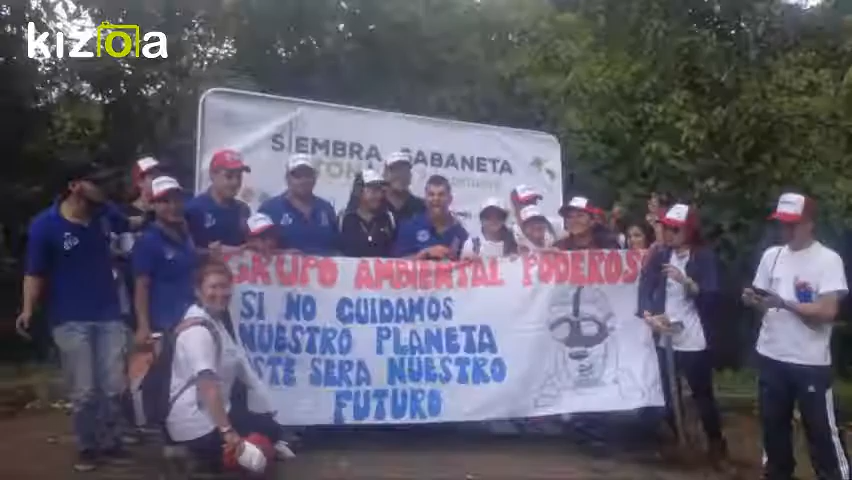 kizoa
SIEMBRA SABANETA
GRUPO AMBIENTAL PODEROS
SI NO CUIDAMOS
NUESTRO PLANETA
ESTE SERA NUESTRO
FUTURO